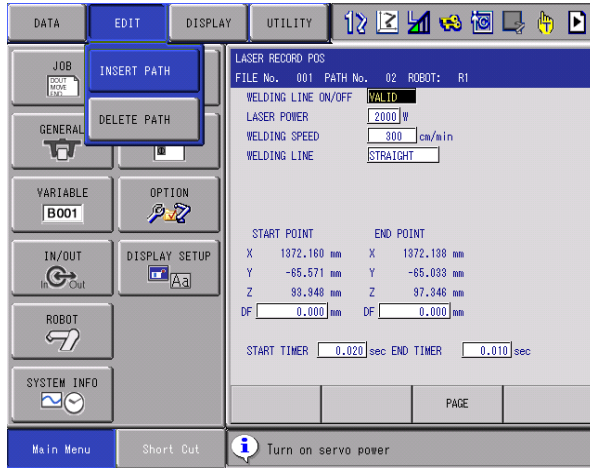 DATA EDIT DISPLAY UTILITY
JOB
DOUT
MOVE
END
GENERAL
VARIABLE
B001
IN/OUT
In Out
ROBOT
SYSTEM INFO
INSERT PATH
DELETE PATH
OPTION
DISPLAY SETUP
Aa
LASER RECORD POS
FILE No. 001 PATH No. 02 ROBOT: R1
WELDING LINE ON/OFF VALID
LASER POWER 2000 W
WELDING SPEED 300 cm/min
WELDING LINE STRAIGHT
START POINT END POINT
X 1372.160 mm X 1372.138 mm
Y -65.571 mm Y -65.033 mm
Z 93.948 mm Z 97.346 mm
DF 0.000 mm DF 0.000 mm
START TIMER 0.020 sec END TIMER 0.010 sec
PAGE
Main Menu Short Cut
Turn on servo power